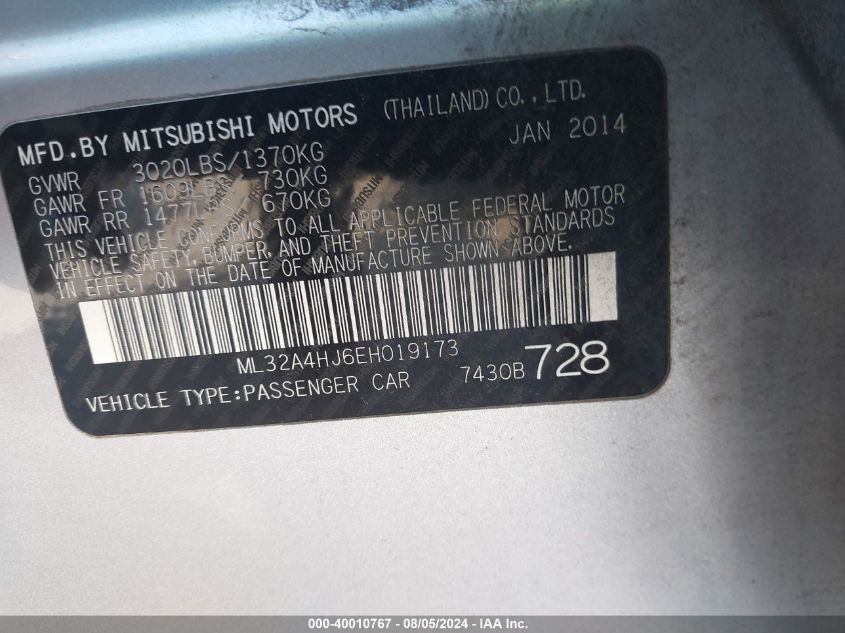 MFD.BY MITSUBISHI MOTORS (THAILAND) CO.,LTD.
JAN 2014
GVWR 3020LBS/1370KG
GAWR FR 1609LBS 730KG
GAWR RR 1477 670KG
THIS VEHICLE CONFORMS TO ALL APPLICABLE FEDERAL MOTOR
VEHICLE SAFETY, BUMPER, AND THEFT PREVENTION STANDARDS
IN EFFECT ON THE DATE OF MANUFACTURE SHOWN ABOVE.
ML32A4HJ6EH019173
VEHICLE TYPE:PASSENGER CAR 7430B 728
000-40010767 - 08/05/2024 - IAA Inc.